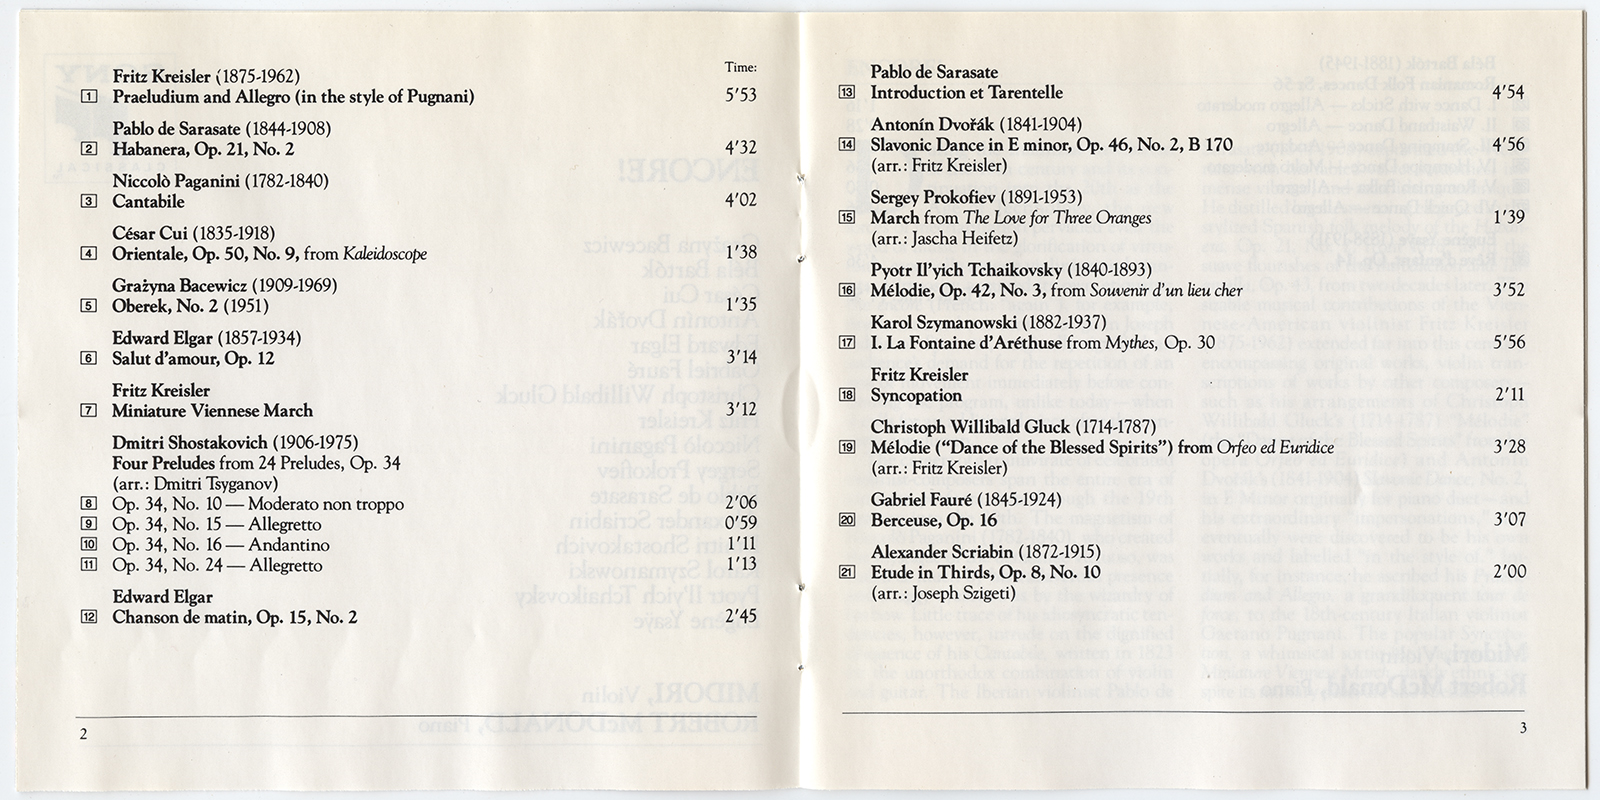 Time:
Fritz Kreisler (1875-1962)
1 Praeludium and Allegro (in the style of Pugnani) 5'53
Pablo de Sarasate (1844-1908)
2 Habanera, Op. 21, No. 2 4'32
Niccolò Paganini (1782-1840)
3 Cantabile 4'02
César Cui (1835-1918)
4 Orientale, Op. 50, No. 9, from Kaleidoscope 1'38
Grażyna Bacewicz (1909-1969)
5 Oberek, No. 2 (1951) 1'35
Edward Elgar (1857-1934)
6 Salut d'amour, Op. 12 3'14
Fritz Kreisler
7 Miniature Viennese March 3'12
Dmitri Shostakovich (1906-1975)
Four Preludes from 24 Preludes, Op. 34
(arr.: Dmitri Tsyganov)
8 Op. 34, No. 10 — Moderato non troppo 2'06
9 Op. 34, No. 15 — Allegretto 0'59
10 Op. 34, No. 16 — Andantino 1'11
11 Op. 34, No. 24 — Allegretto 1'13
Edward Elgar
12 Chanson de matin, Op. 15, No. 2 2'45
2
Pablo de Sarasate
13 Introduction et Tarentelle 4'54
Antonín Dvořák (1841-1904)
14 Slavonic Dance in E minor, Op. 46, No. 2, B 170 4'56
(arr.: Fritz Kreisler)
Sergey Prokofiev (1891-1953)
15 March from The Love for Three Oranges 1'39
(arr.: Jascha Heifetz)
Pyotr Il'yich Tchaikovsky (1840-1893)
16 Mélodie, Op. 42, No. 3, from Souvenir d'un lieu cher 3'52
Karol Szymanowski (1882-1937)
17 I. La Fontaine d'Aréthuse from Mythes, Op. 30 5'56
Fritz Kreisler
18 Syncopation 2'11
Christoph Willibald Gluck (1714-1787)
19 Mélodie ("Dance of the Blessed Spirits") from Orfeo ed Euridice 3'28
(arr.: Fritz Kreisler)
Gabriel Fauré (1845-1924)
20 Berceuse, Op. 16 3'07
Alexander Scriabin (1872-1915)
21 Etude in Thirds, Op. 8, No. 10 2'00
(arr.: Joseph Szigeti)
3